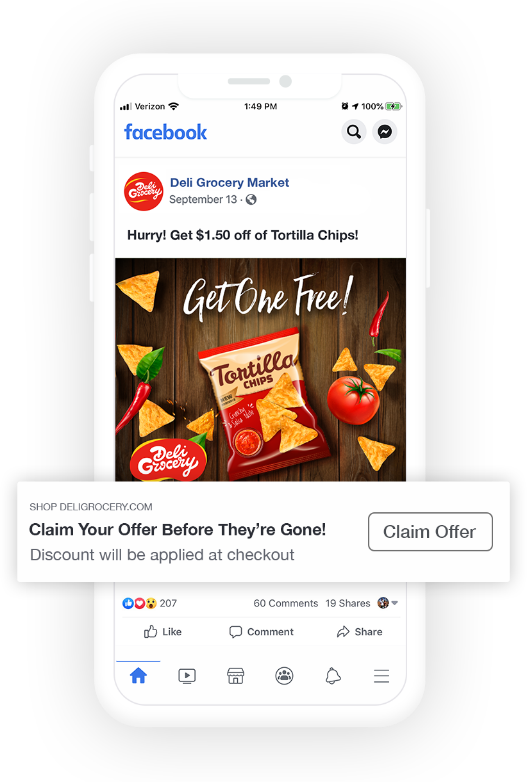 Verizon 1:49 PM 100%
facebook
Deli Grocery
Deli Grocery Market
September 13 ·
Hurry! Get $1.50 off of Tortilla Chips!
Get One Free!
Tortilla
CHIPS
Deli
Grocery
SHOP DELIGROCERY.COM
Claim Your Offer Before They're Gone!
Discount will be applied at checkout
Claim Offer
207 60 Comments 19 Shares
Like Comment Share